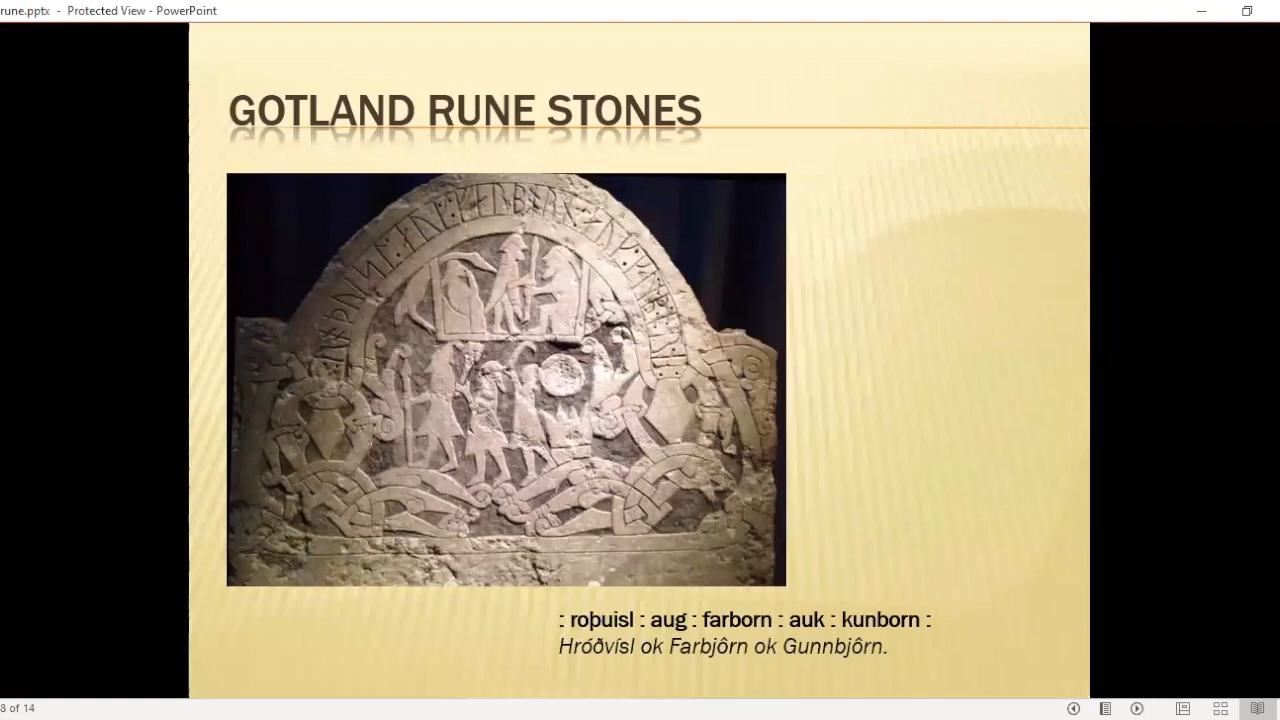 rune.pptx - Protected View - PowerPoint
GOTLAND RUNE STONES
: roþuisl : aug : farborn : auk : kunborn :
Hróðvísl ok Farbjôrn ok Gunnbjôrn.
8 of 14